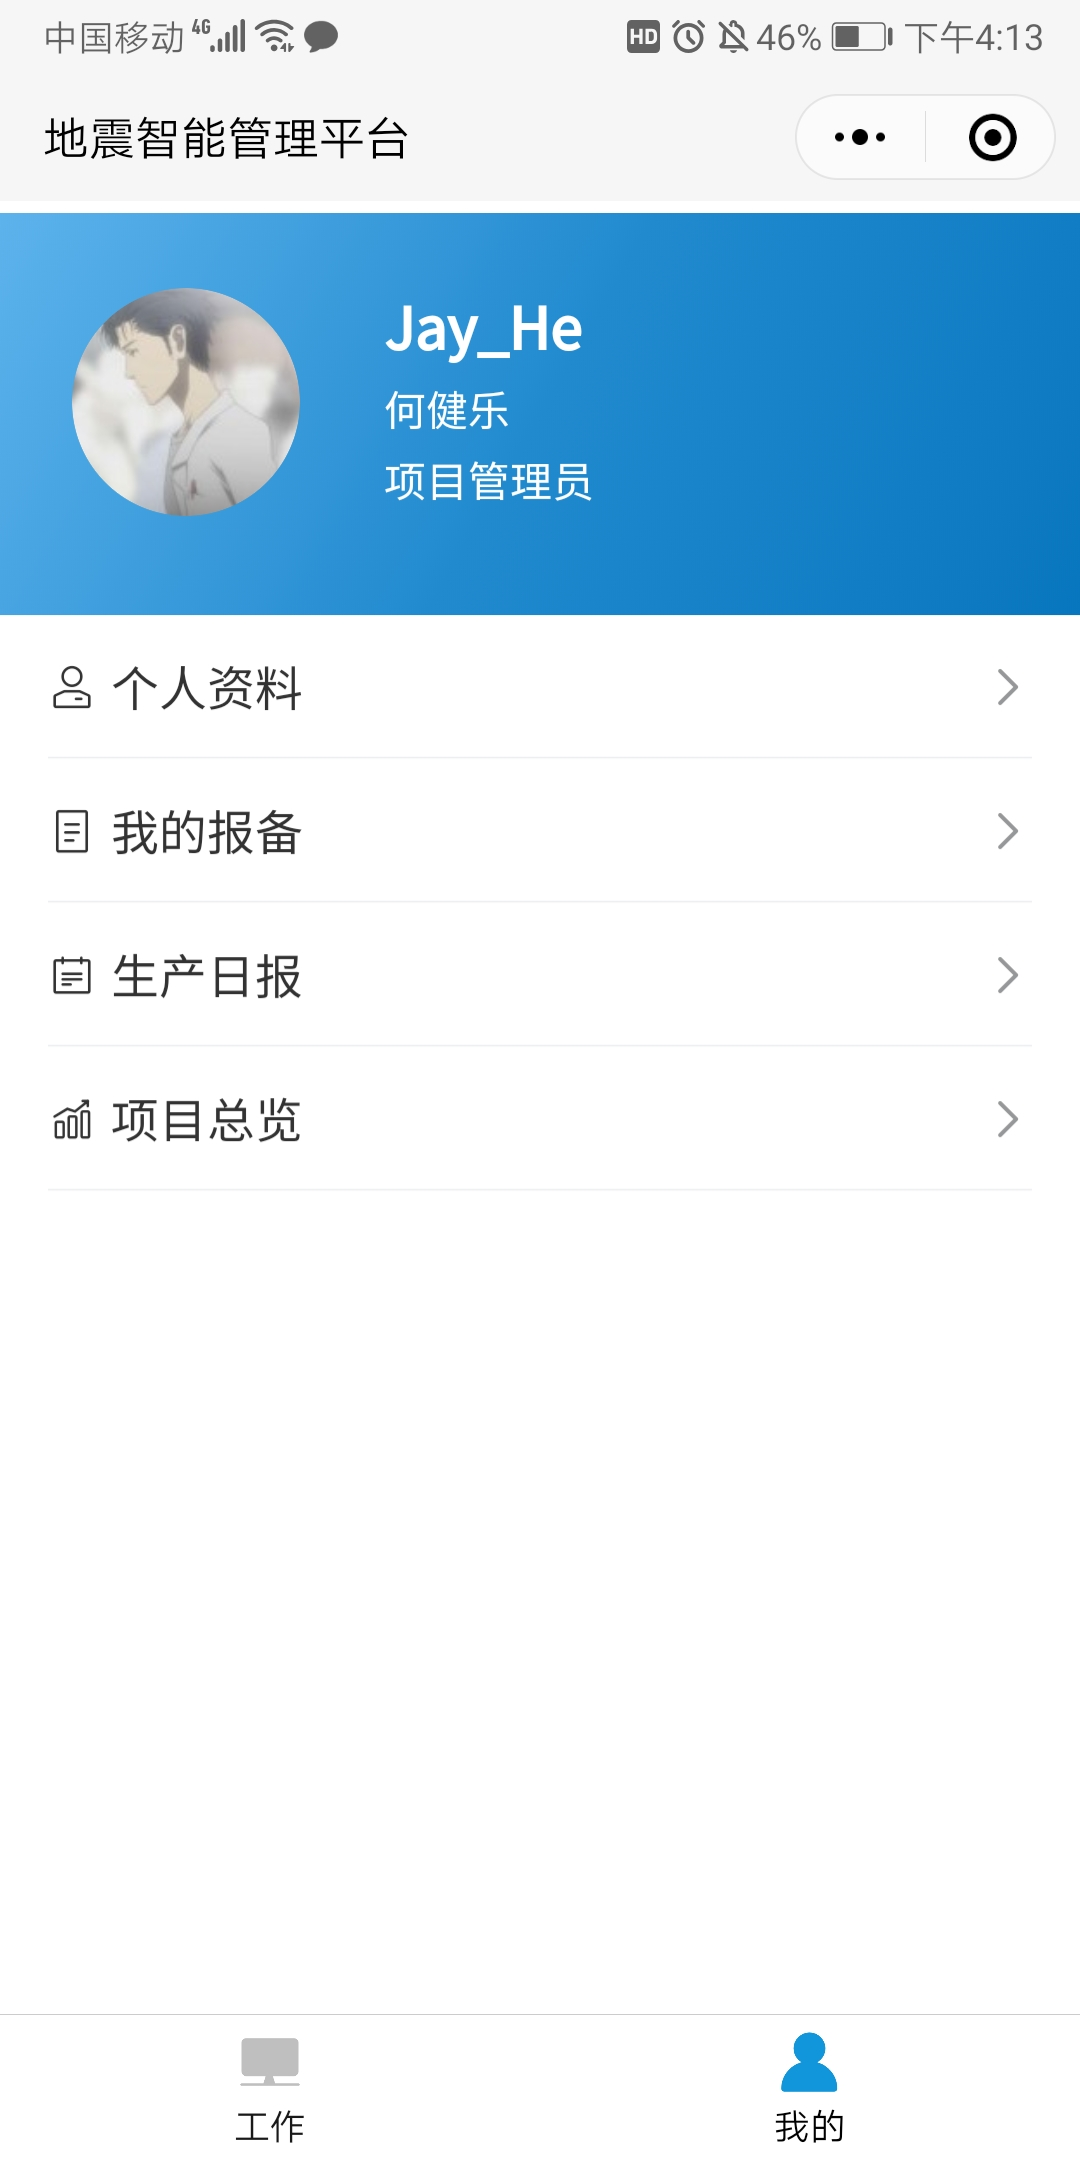 中国移动 4G HD 46% 下午4:13
地震智能管理平台
Jay_He
何健乐
项目管理员
个人资料
我的报备
生产日报
项目总览
工作 我的